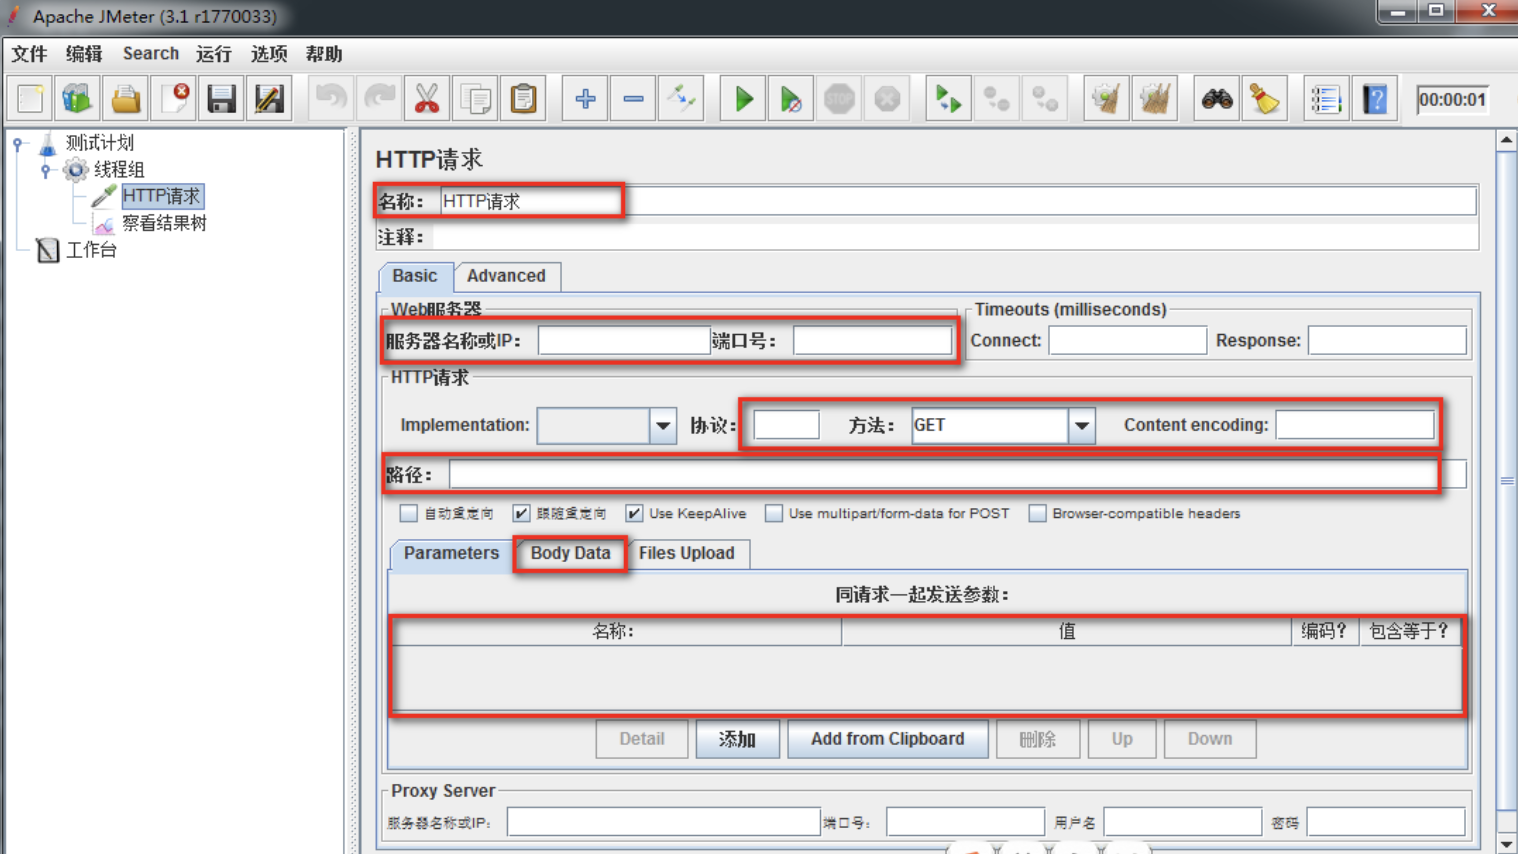 Apache JMeter (3.1 r1770033)
文件 编辑 Search 运行 选项 帮助
STOP
00:00:01
测试计划
线程组
HTTP请求
察看结果树
工作台
HTTP请求
名称： HTTP请求
注释：
Basic Advanced
Web服务器 Timeouts (milliseconds)
服务器名称或IP： 端口号： Connect: Response:
HTTP请求
Implementation: 协议： 方法： GET Content encoding:
路径：
自动重定向 跟随重定向 Use KeepAlive Use multipart/form-data for POST Browser-compatible headers
Parameters Body Data Files Upload
同请求一起发送参数：
名称： 值 编码？ 包含等于？
Detail 添加 Add from Clipboard 删除 Up Down
Proxy Server
服务器名称或IP： 端口号： 用户名 密码